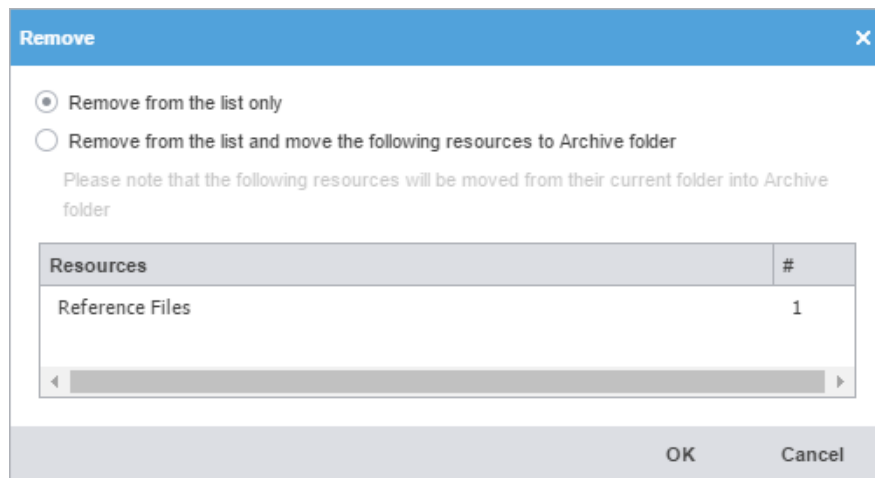 Remove
Remove from the list only
Remove from the list and move the following resources to Archive folder
Please note that the following resources will be moved from their current folder into Archive
folder
Resources #
Reference Files 1
OK Cancel